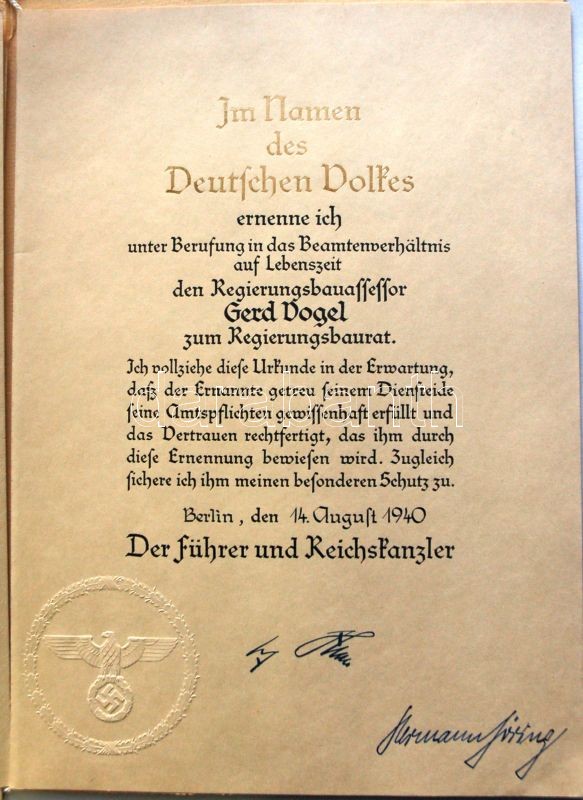 Im Namen
des
Deutschen Volkes
ernenne ich
unter Berufung in das Beamtenverhältnis
auf Lebenszeit
den Regierungsbauassessor
Gerd Vogel
zum Regierungsbaurat.
Ich vollziehe diese Urkunde in der Erwartung,
daß der Ernannte getreu seinem Diensteide
seine Amtspflichten gewissenhaft erfüllt und
das Vertrauen rechtfertigt, das ihm durch
diese Ernennung bewiesen wird. Zugleich
sichere ich ihm meinen besonderen Schutz zu.
Berlin, den 14. August 1940
Der Führer und Reichskanzler
Hermann Göring